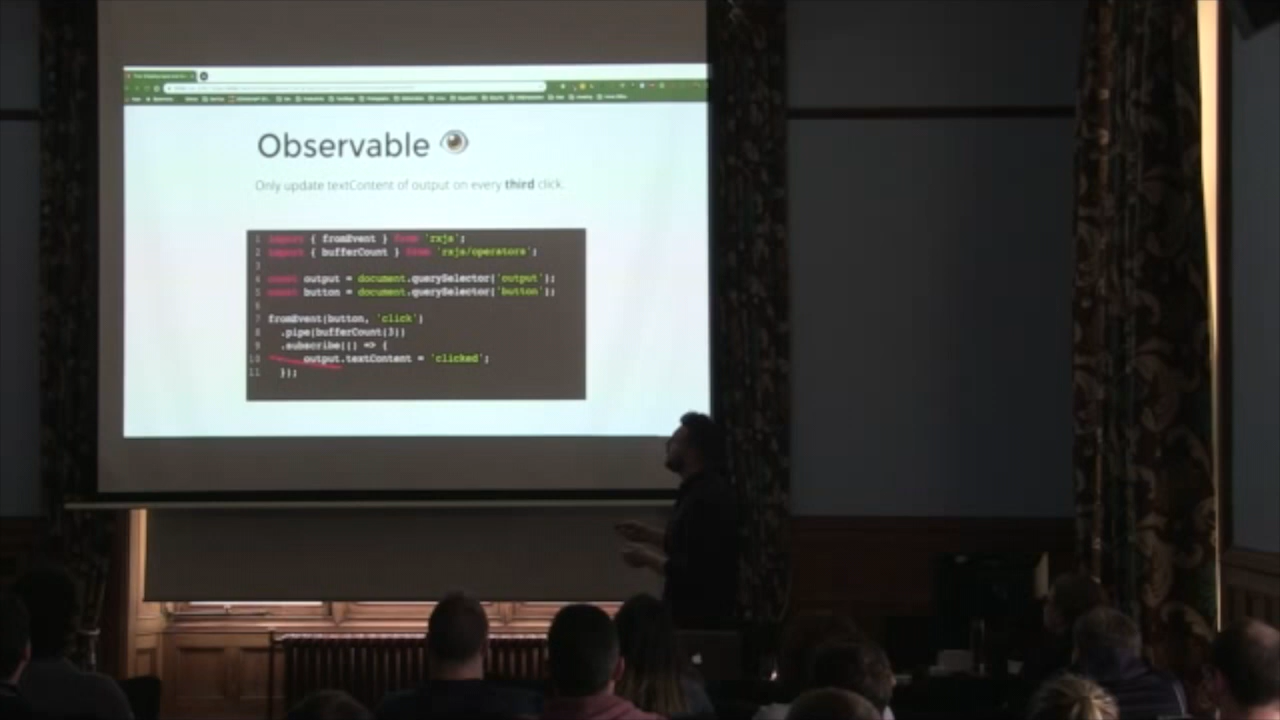 Observable
Only update textContent of output on every third click.
1 import { fromEvent } from 'rxjs';
2 import { bufferCount } from 'rxjs/operators';
3
4 const output = document.querySelector('output');
5 const button = document.querySelector('button');
6
7 fromEvent(button, 'click')
8 .pipe(bufferCount(3))
9 .subscribe(() => {
10 output.textContent = 'clicked';
11 });